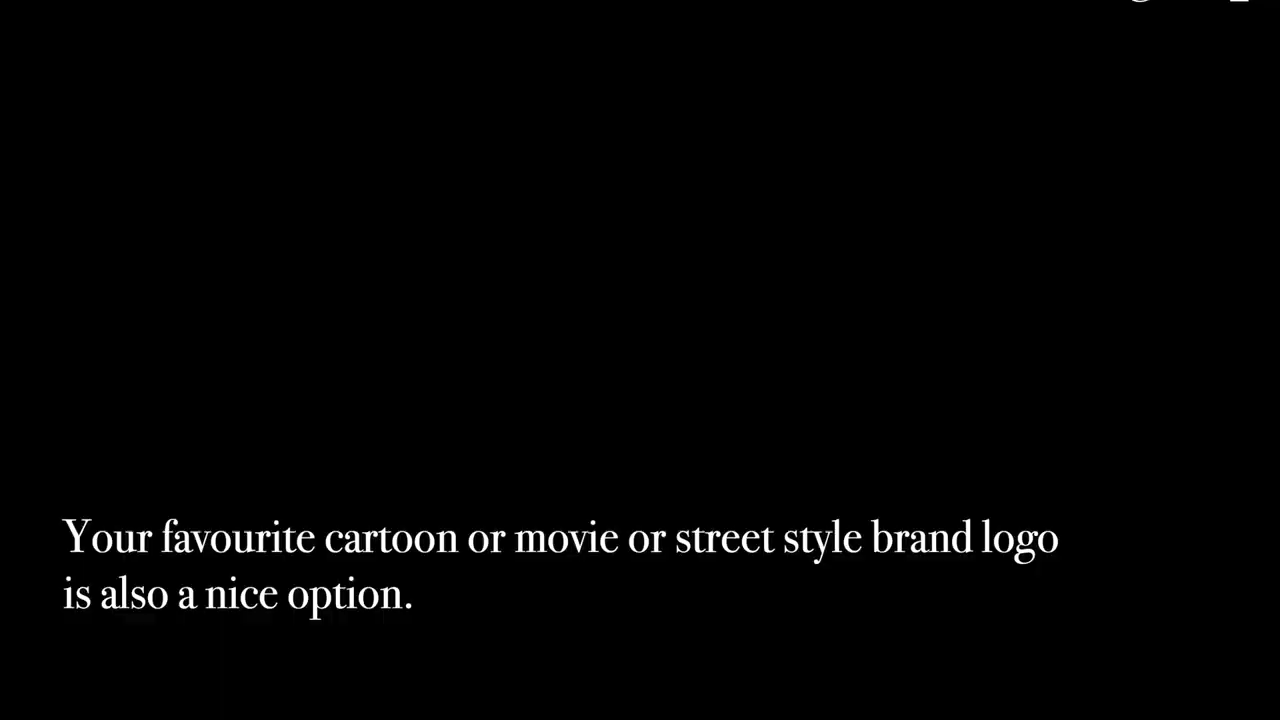 Your favourite cartoon or movie or street style brand logo
is also a nice option.